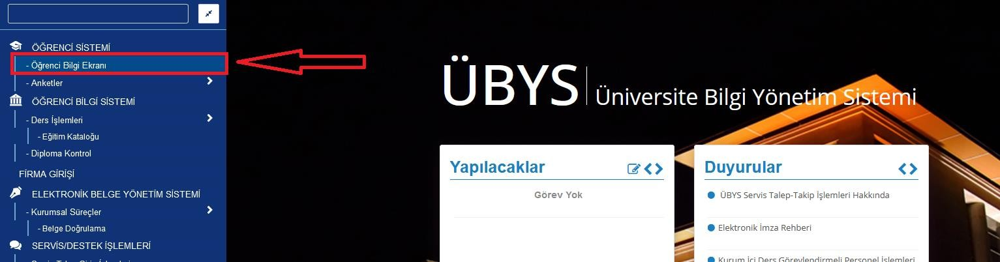 ÖĞRENCİ SİSTEMİ
- Öğrenci Bilgi Ekranı
- Anketler
ÖĞRENCİ BİLGİ SİSTEMİ
- Ders İşlemleri
- Eğitim Kataloğu
- Diploma Kontrol
FİRMA GİRİŞİ
ELEKTRONİK BELGE YÖNETİM SİSTEMİ
- Kurumsal Süreçler
- Belge Doğrulama
SERVİS/DESTEK İŞLEMLERİ
ÜBYS Üniversite Bilgi Yönetim Sistemi
Yapılacaklar
Görev Yok
Duyurular
ÜBYS Servis Talep-Takip İşlemleri Hakkında
Elektronik İmza Rehberi
Kurum İçi Ders Görevlendirmeli Personel İşlemleri